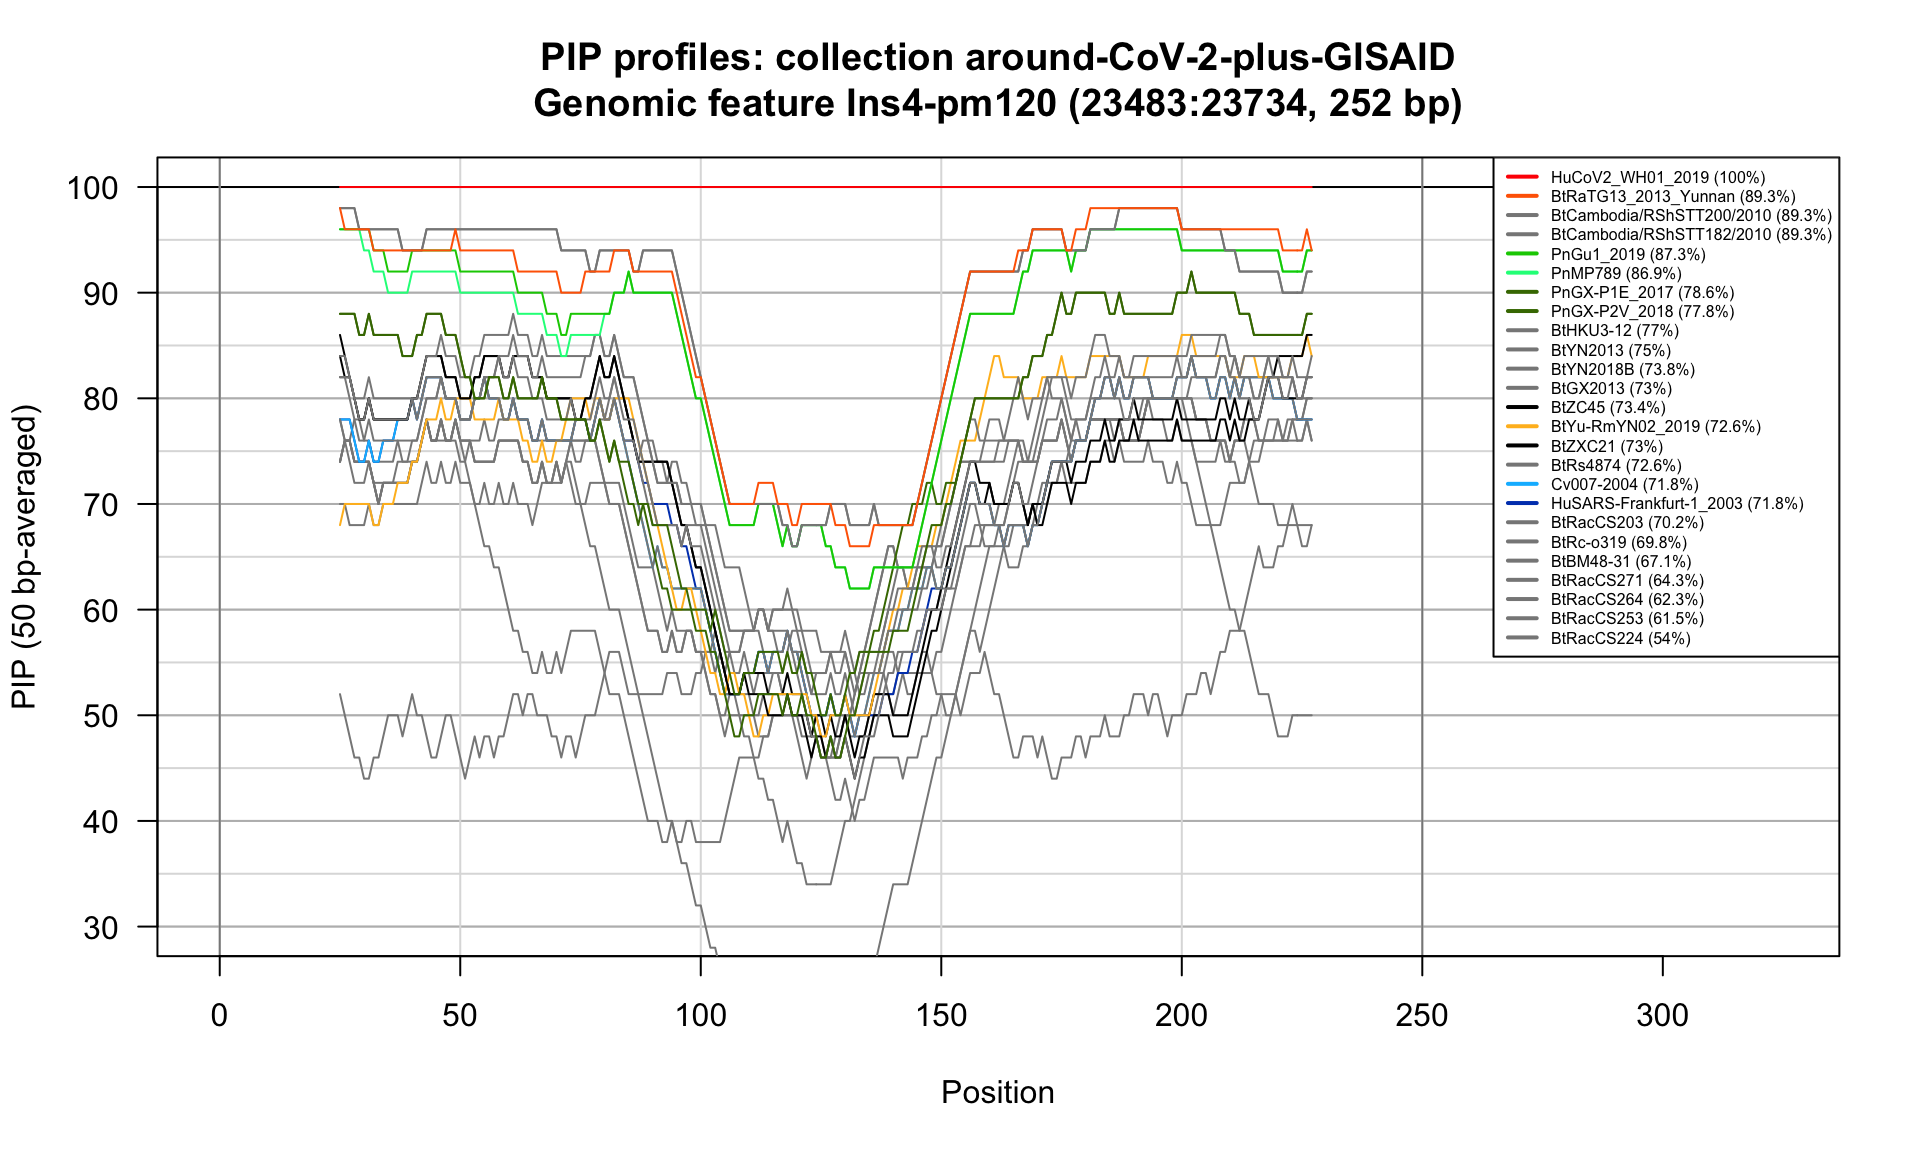 PIP profiles: collection around-CoV-2-plus-GISAID
Genomic feature Ins4-pm120 (23483:23734, 252 bp)
PIP (50 bp-averaged)
100
90
80
70
60
50
40
30
HuCoV2_WH01_2019 (100%)
BtRaTG13_2013_Yunnan (89.3%)
BtCambodia/RShSTT200/2010 (89.3%)
BtCambodia/RShSTT182/2010 (89.3%)
PnGu1_2019 (87.3%)
PnMP789 (86.9%)
PnGX-P1E_2017 (78.6%)
PnGX-P2V_2018 (77.8%)
BtHKU3-12 (77%)
BtYN2013 (75%)
BtYN2018B (73.8%)
BtGX2013 (73%)
BtZC45 (73.4%)
BtYu-RmYN02_2019 (72.6%)
BtZXC21 (73%)
BtRs4874 (72.6%)
Cv007-2004 (71.8%)
HuSARS-Frankfurt-1_2003 (71.8%)
BtRacCS203 (70.2%)
BtRc-o319 (69.8%)
BtBM48-31 (67.1%)
BtRacCS271 (64.3%)
BtRacCS264 (62.3%)
BtRacCS253 (61.5%)
BtRacCS224 (54%)
0 50 100 150 200 250 300
Position